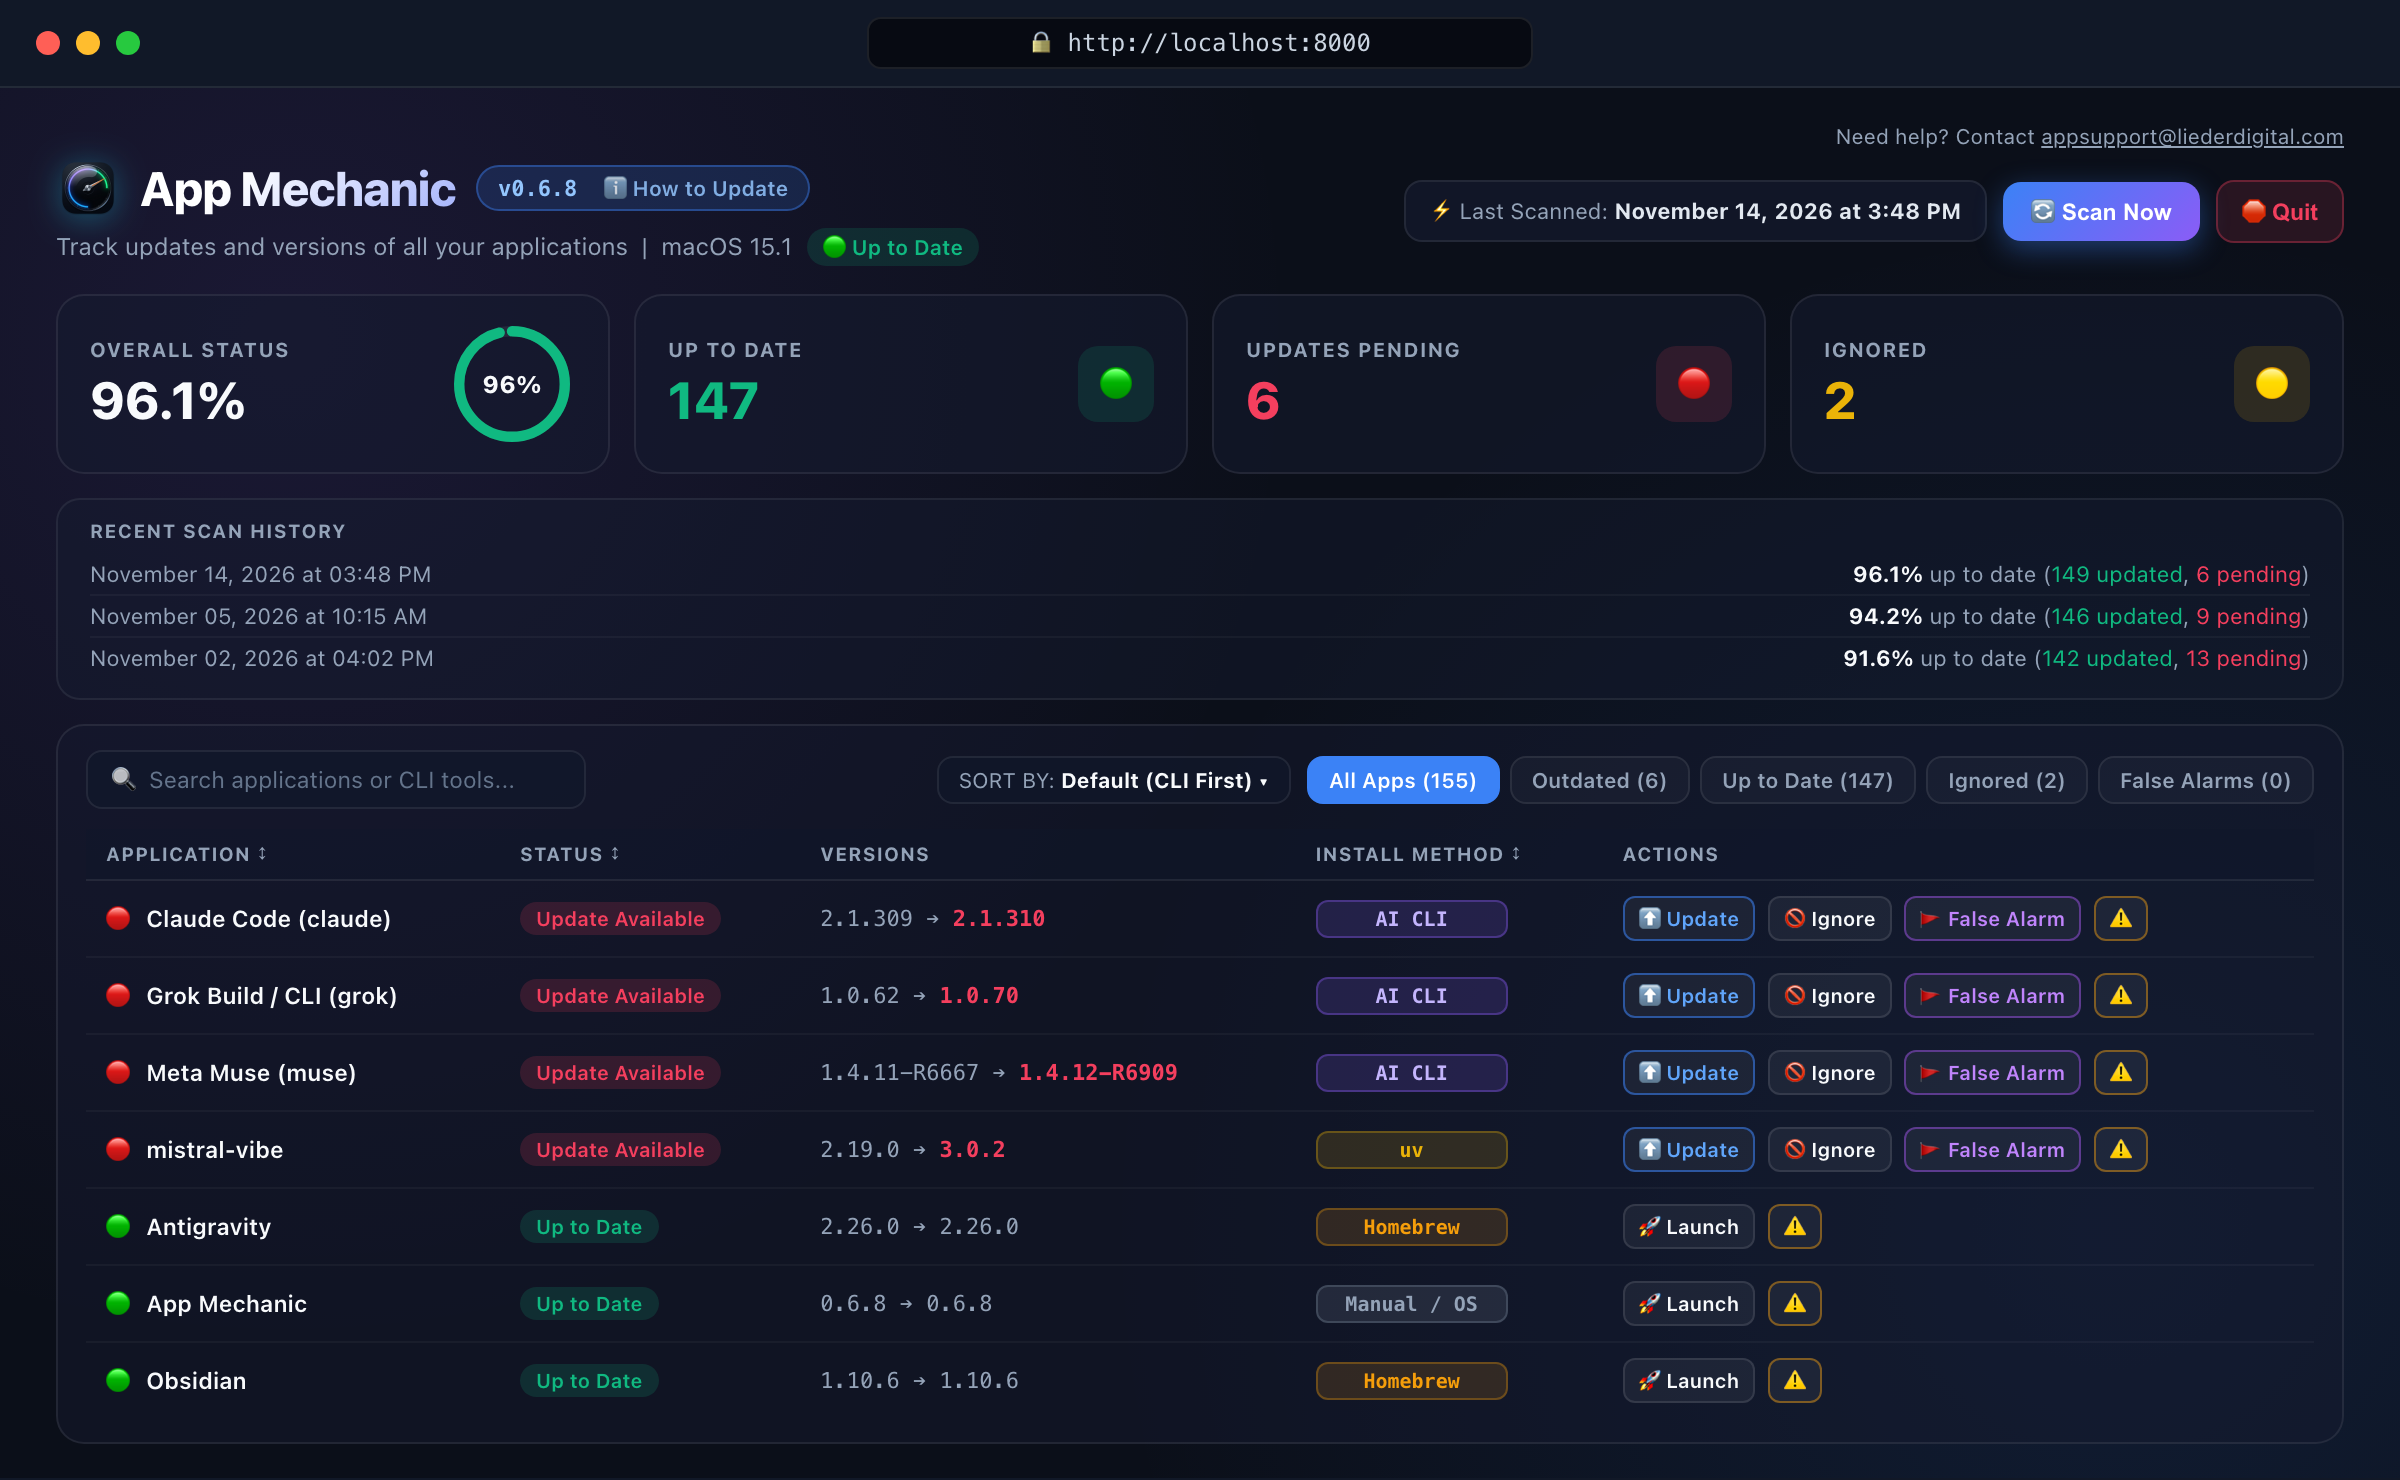 🔒 http://localhost:8000
Need help? Contact appsupport@liederdigital.com
App Mechanic v0.6.8 ℹ️ How to Update
⚡ Last Scanned: November 14, 2026 at 3:48 PM 🔄 Scan Now 🛑 Quit
Track updates and versions of all your applications | macOS 15.1 🟢 Up to Date
OVERALL STATUS
96.1%
96%
UP TO DATE
147
UPDATES PENDING
6
IGNORED
2
RECENT SCAN HISTORY
November 14, 2026 at 03:48 PM 96.1% up to date (149 updated, 6 pending)
November 05, 2026 at 10:15 AM 94.2% up to date (146 updated, 9 pending)
November 02, 2026 at 04:02 PM 91.6% up to date (142 updated, 13 pending)
🔍 Search applications or CLI tools... SORT BY: Default (CLI First) ▾ All Apps (155) Outdated (6) Up to Date (147) Ignored (2) False Alarms (0)
APPLICATION ↕ STATUS ↕ VERSIONS INSTALL METHOD ↕ ACTIONS
🔴 Claude Code (claude) Update Available 2.1.309 → 2.1.310 AI CLI ⬆️ Update 🚫 Ignore 🚩 False Alarm ⚠️
🔴 Grok Build / CLI (grok) Update Available 1.0.62 → 1.0.70 AI CLI ⬆️ Update 🚫 Ignore 🚩 False Alarm ⚠️
🔴 Meta Muse (muse) Update Available 1.4.11-R6667 → 1.4.12-R6909 AI CLI ⬆️ Update 🚫 Ignore 🚩 False Alarm ⚠️
🔴 mistral-vibe Update Available 2.19.0 → 3.0.2 uv ⬆️ Update 🚫 Ignore 🚩 False Alarm ⚠️
🟢 Antigravity Up to Date 2.26.0 → 2.26.0 Homebrew 🚀 Launch ⚠️
🟢 App Mechanic Up to Date 0.6.8 → 0.6.8 Manual / OS 🚀 Launch ⚠️
🟢 Obsidian Up to Date 1.10.6 → 1.10.6 Homebrew 🚀 Launch ⚠️